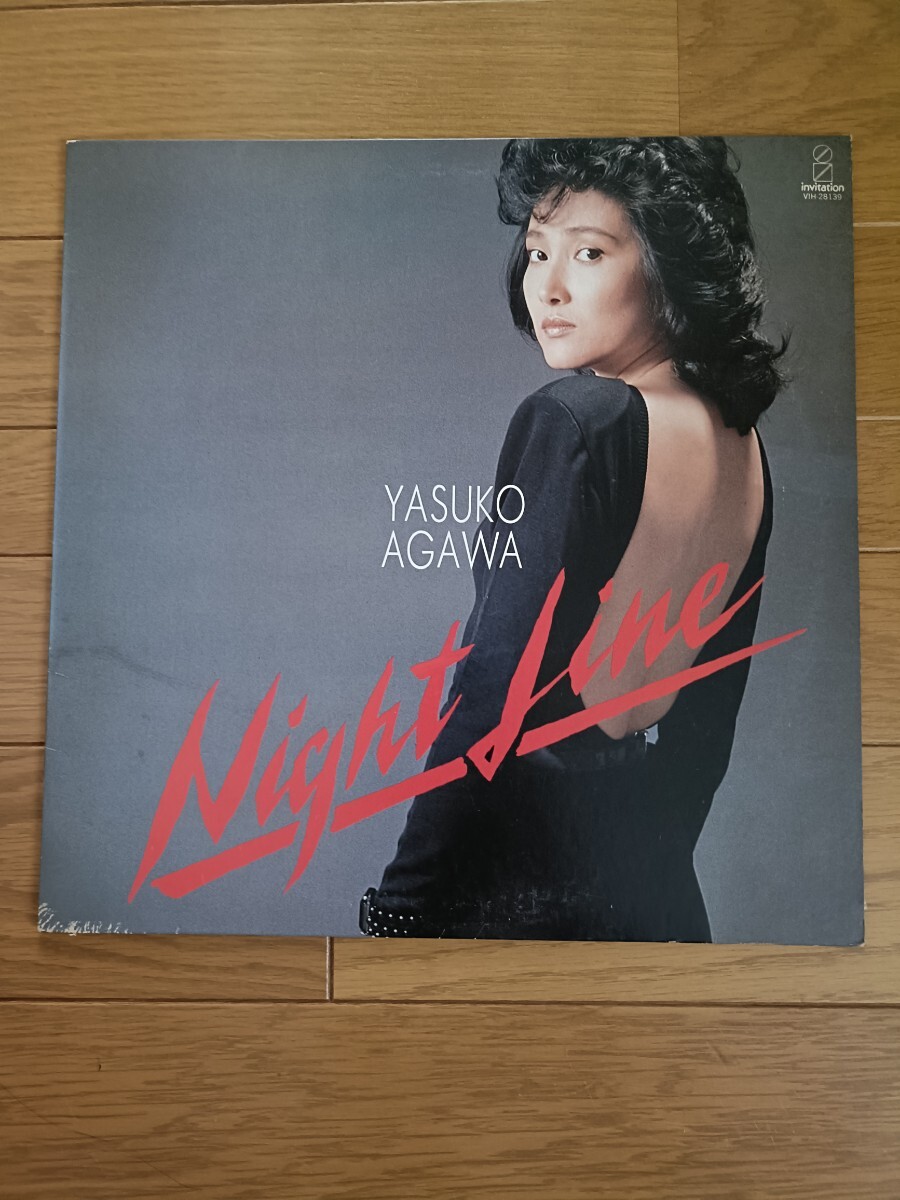 invitation
VIH 28139
YASUKO
AGAWA
Night Line